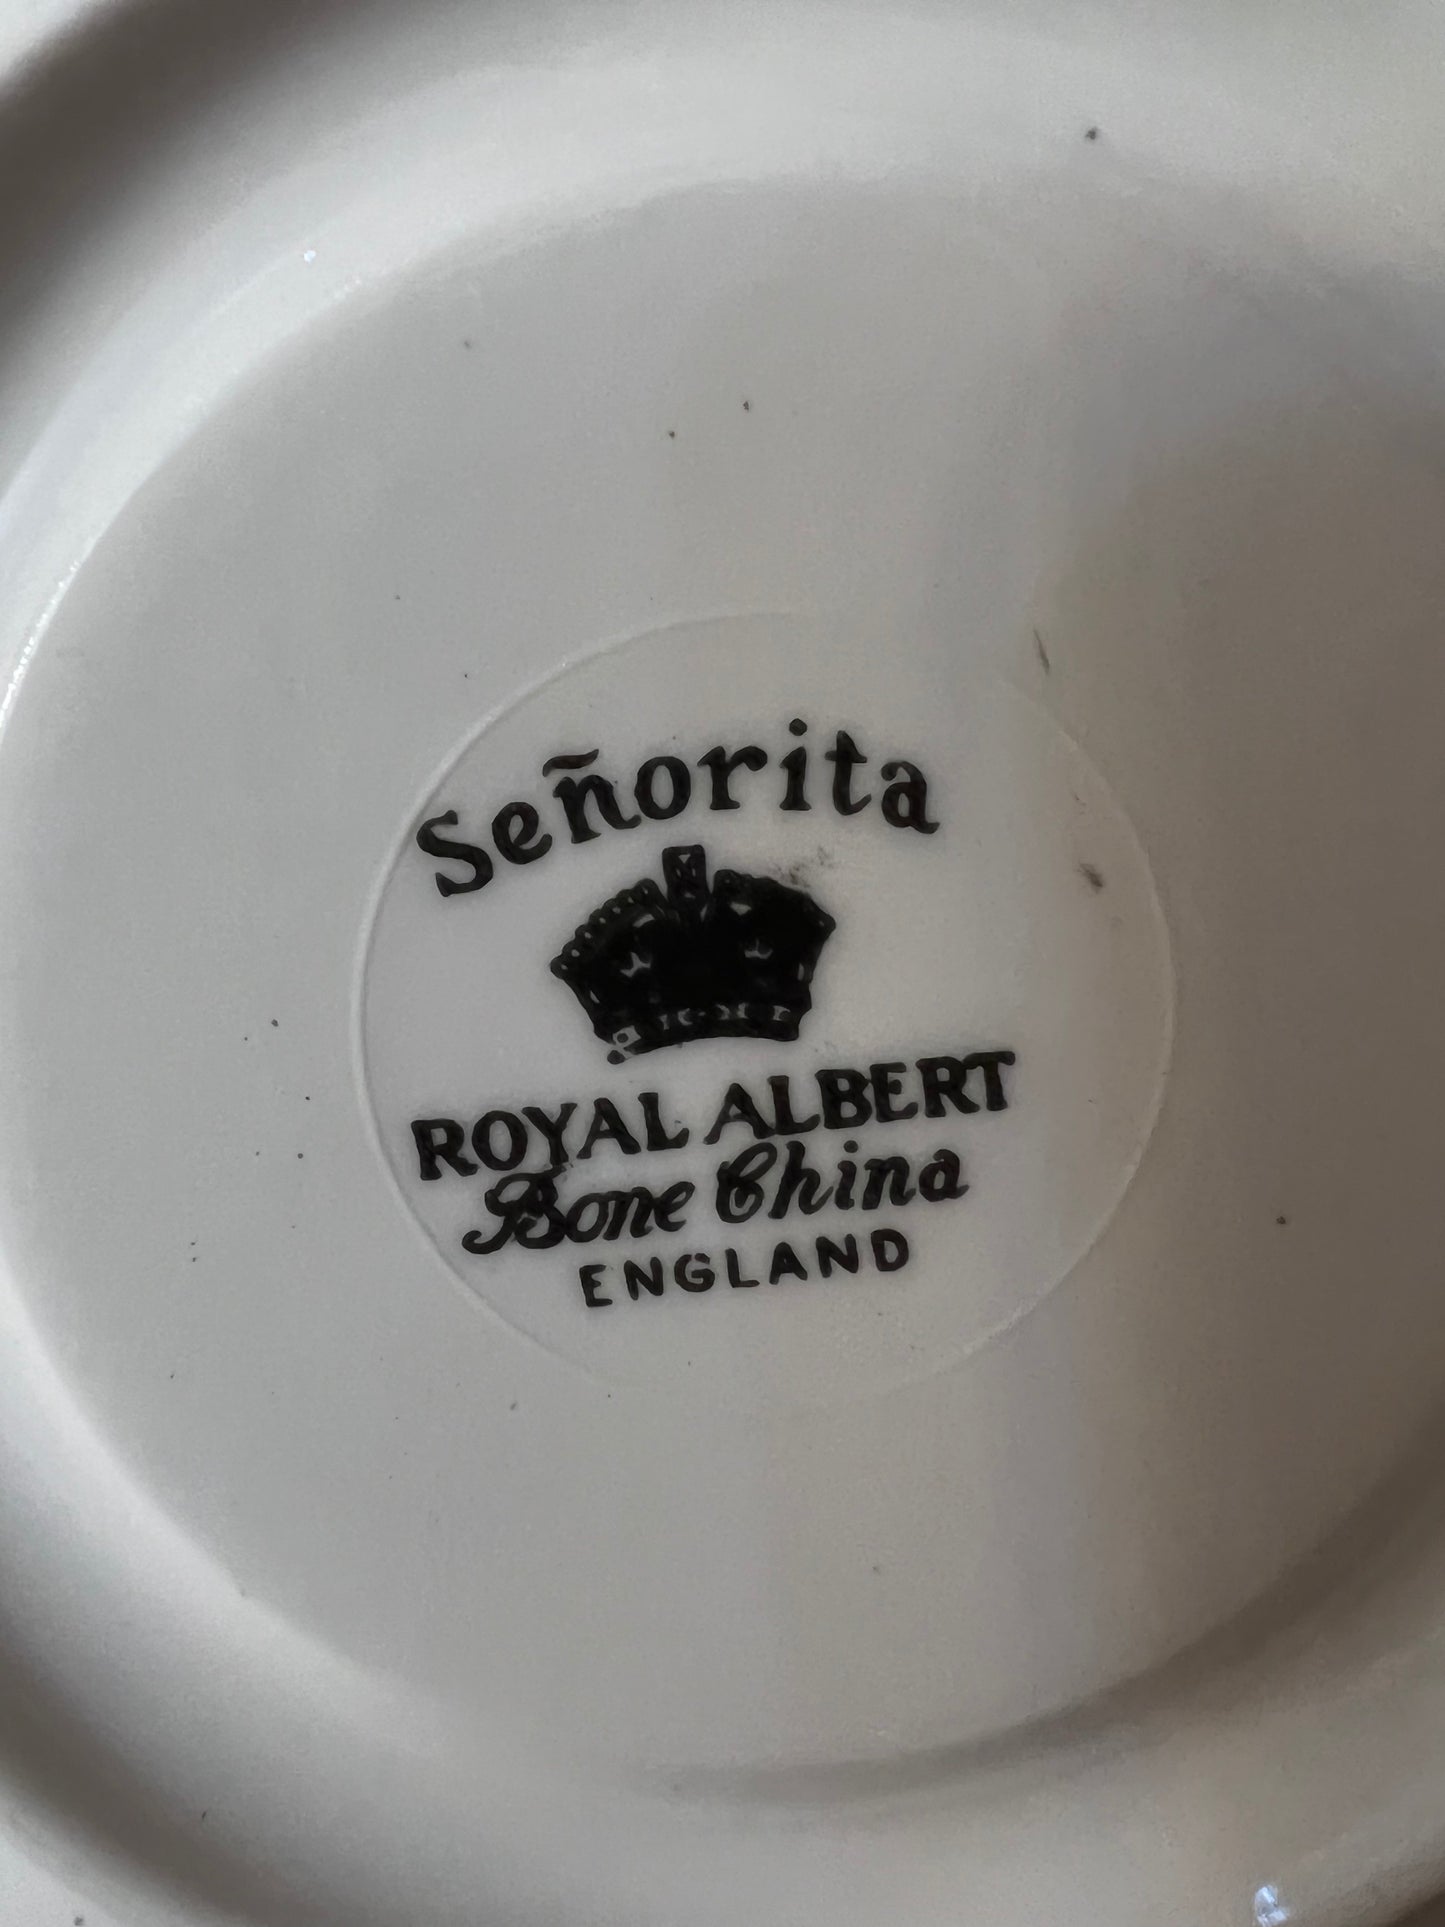 Señorita
ROYAL ALBERT
Bone China
ENGLAND